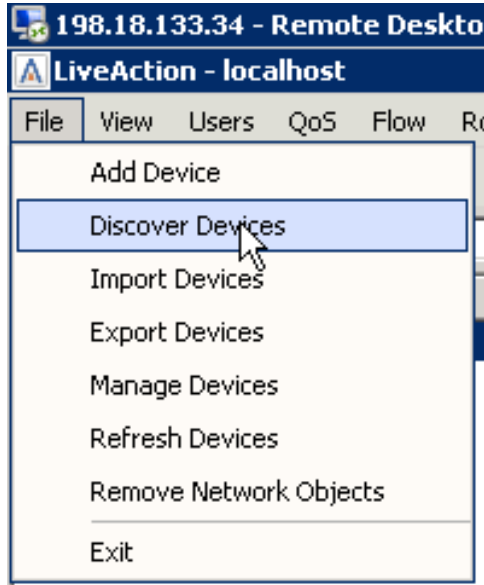 198.18.133.34 - Remote Deskto
LiveAction - localhost
File View Users QoS Flow Ro
Add Device
Discover Devices
Import Devices
Export Devices
Manage Devices
Refresh Devices
Remove Network Objects
Exit